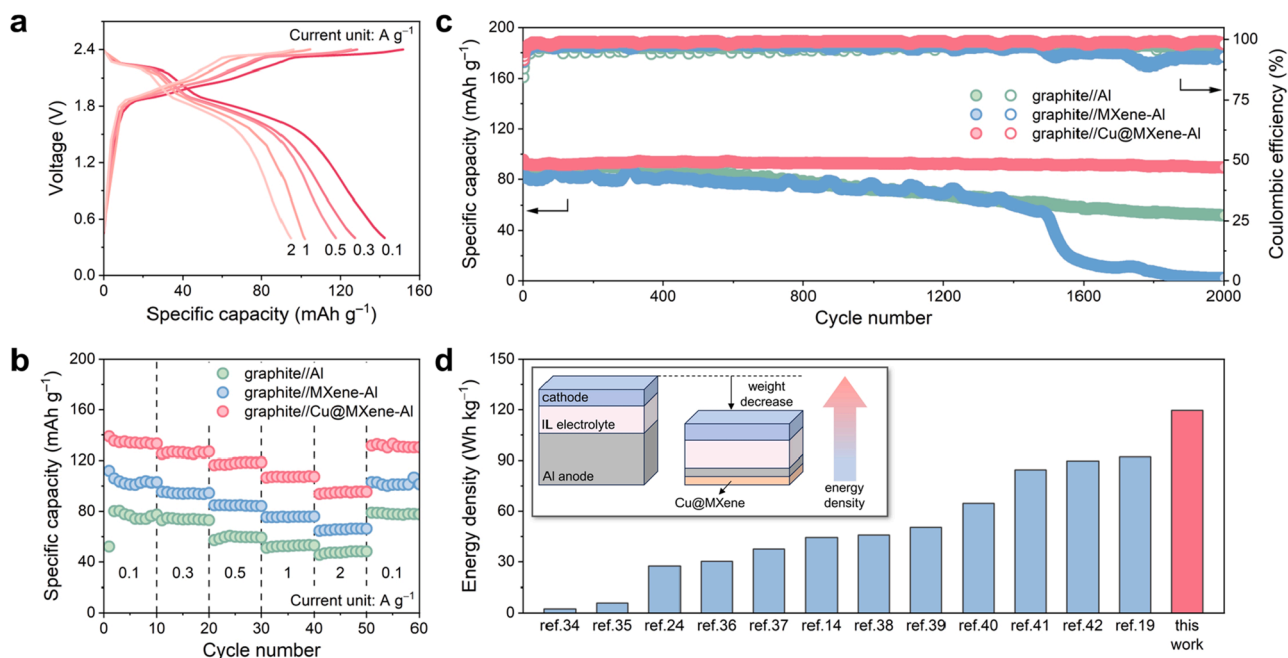 a
Current unit: A g⁻¹
2.4
1.8
1.2
0.6
0.0
Voltage (V)
2 1 0.5 0.3 0.1
0 40 80 120 160
Specific capacity (mAh g⁻¹)
b
200
160
120
80
40
0
Specific capacity (mAh g⁻¹)
graphite//Al
graphite//MXene-Al
graphite//Cu@MXene-Al
0.1 0.3 0.5 1 2 0.1
Current unit: A g⁻¹
0 10 20 30 40 50 60
Cycle number
c
200
160
120
80
40
0
Specific capacity (mAh g⁻¹)
graphite//Al
graphite//MXene-Al
graphite//Cu@MXene-Al
100
75
50
25
0
Coulombic efficiency (%)
0 400 800 1200 1600 2000
Cycle number
d
150
120
90
60
30
0
Energy density (Wh kg⁻¹)
cathode
IL electrolyte
Al anode
weight
decrease
Cu@MXene
energy
density
ref.34 ref.35 ref.24 ref.36 ref.37 ref.14 ref.38 ref.39 ref.40 ref.41 ref.42 ref.19 this
work